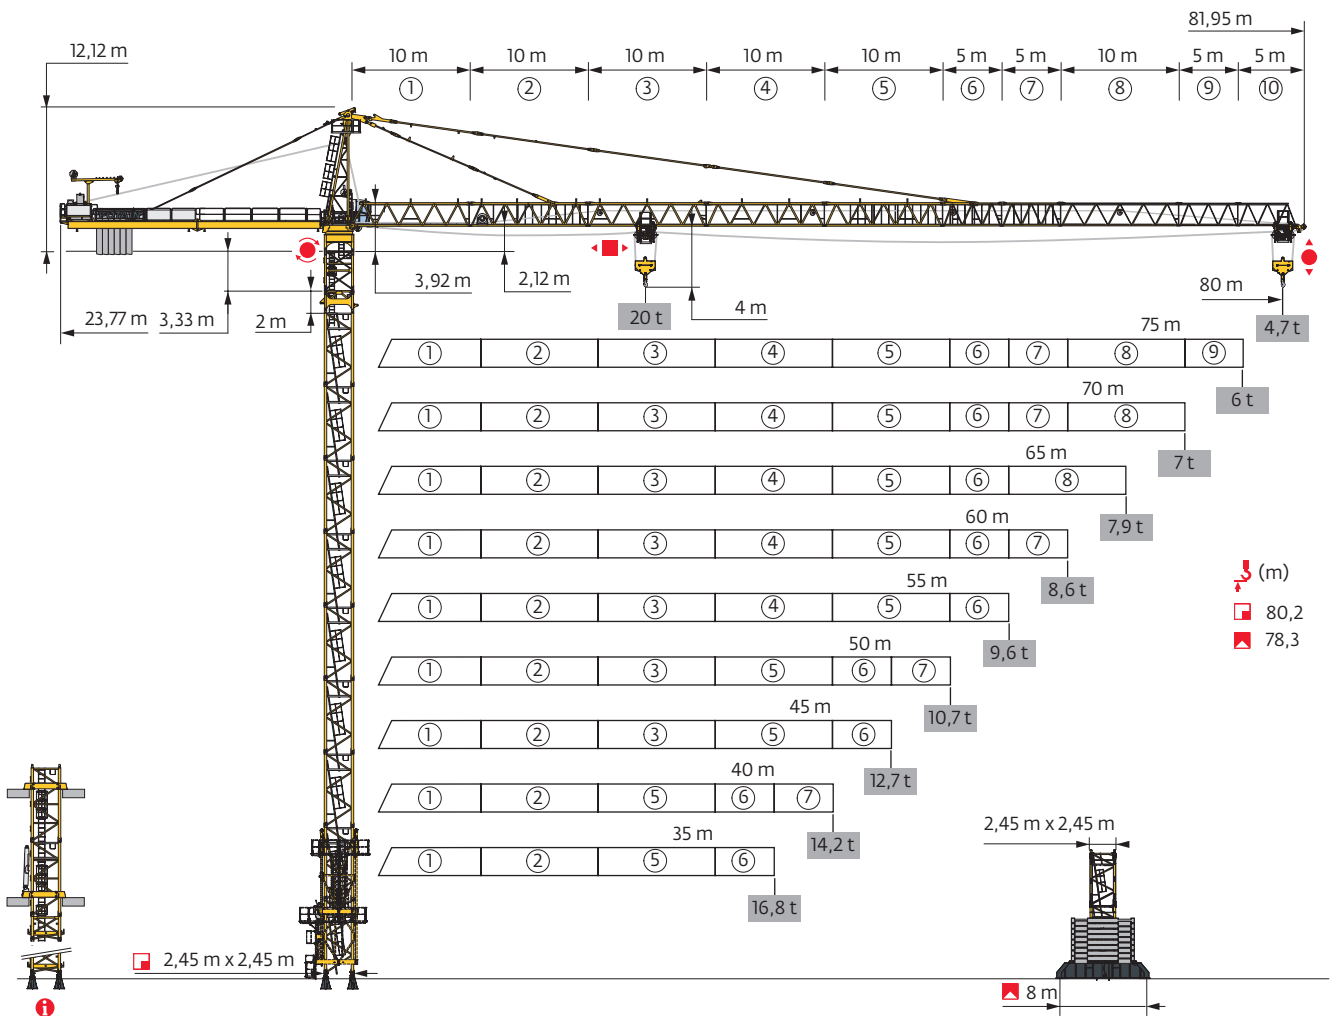 81,95 m
12,12 m
10 m 10 m 10 m 10 m 10 m 5 m 5 m 10 m 5 m 5 m
1 2 3 4 5 6 7 8 9 10
3,92 m 2,12 m 80 m
23,77 m 3,33 m 2 m 20 t 4 m 4,7 t
75 m
1 2 3 4 5 6 7 8 9
6 t
70 m
1 2 3 4 5 6 7 8
7 t
65 m
1 2 3 4 5 6 8
7,9 t
60 m
1 2 3 4 5 6 7
8,6 t
(m)
80,2
78,3
55 m
1 2 3 4 5 6
9,6 t
50 m
1 2 3 5 6 7
10,7 t
45 m
1 2 3 5 6
12,7 t
40 m
1 2 5 6 7
14,2 t
35 m
1 2 5 6
16,8 t
2,45 m x 2,45 m
2,45 m x 2,45 m
8 m
i